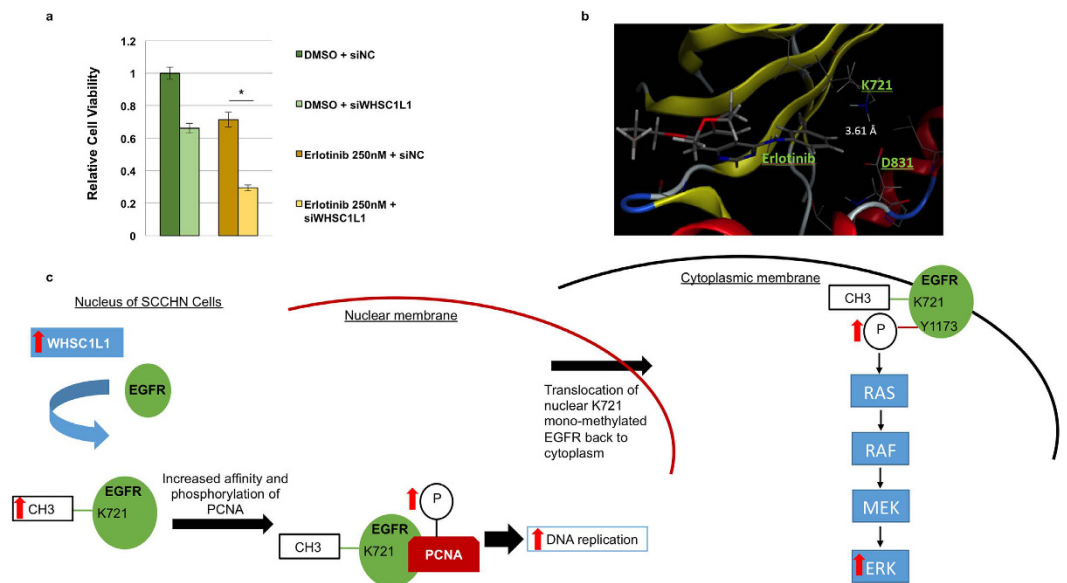 a
Relative Cell Viability
1.2
1
0.8
0.6
0.4
0.2
0
*
DMSO + siNC
DMSO + siWHSC1L1
Erlotinib 250nM + siNC
Erlotinib 250nM +
siWHSC1L1
b
K721
3.61 Å
Erlotinib
D831
c
Nucleus of SCCHN Cells
WHSC1L1
EGFR
CH3
EGFR
K721
Increased affinity and
phosphorylation of
PCNA
Nuclear membrane
CH3
EGFR
K721
P
PCNA
DNA replication
Translocation of
nuclear K721
mono-methylated
EGFR back to
cytoplasm
Cytoplasmic membrane
CH3
EGFR
K721
P
Y1173
RAS
RAF
MEK
ERK